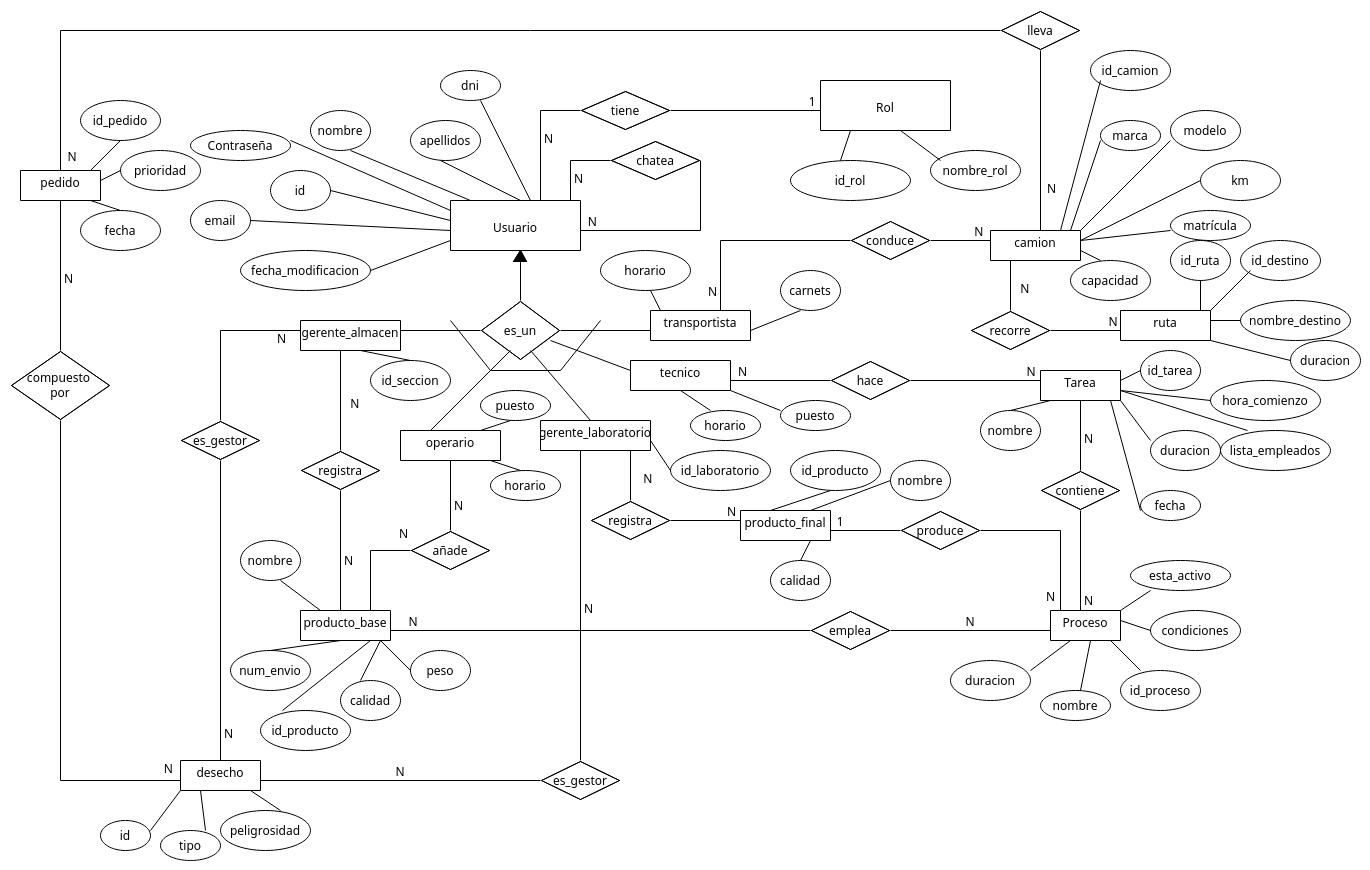 lleva
id_camion
dni
Rol
tiene
1
id_pedido
nombre
marca
modelo
Contraseña
apellidos
N
N
chatea
prioridad
pedido
id
N
id_rol
nombre_rol
N
km
email
fecha
Usuario
N
matrícula
conduce
N
camion
id_ruta
id_destino
fecha_modificacion
horario
N
carnets
N
capacidad
N
transportista
gerente_almacen
N
es_un
recorre
N
ruta
nombre_destino
duracion
compuesto
por
id_seccion
tecnico
N
hace
N
Tarea
id_tarea
N
puesto
horario
puesto
nombre
hora_comienzo
es_gestor
operario
gerente_laboratorio
N
duracion
lista_empleados
registra
horario
id_laboratorio
N
id_producto
nombre
contiene
N
fecha
registra
N
producto_final
1
produce
N
añade
nombre
N
calidad
esta_activo
N
N
N
producto_base
N
emplea
N
Proceso
condiciones
num_envio
peso
calidad
duracion
nombre
id_proceso
id_producto
N
desecho
N
N
es_gestor
id
tipo
peligrosidad